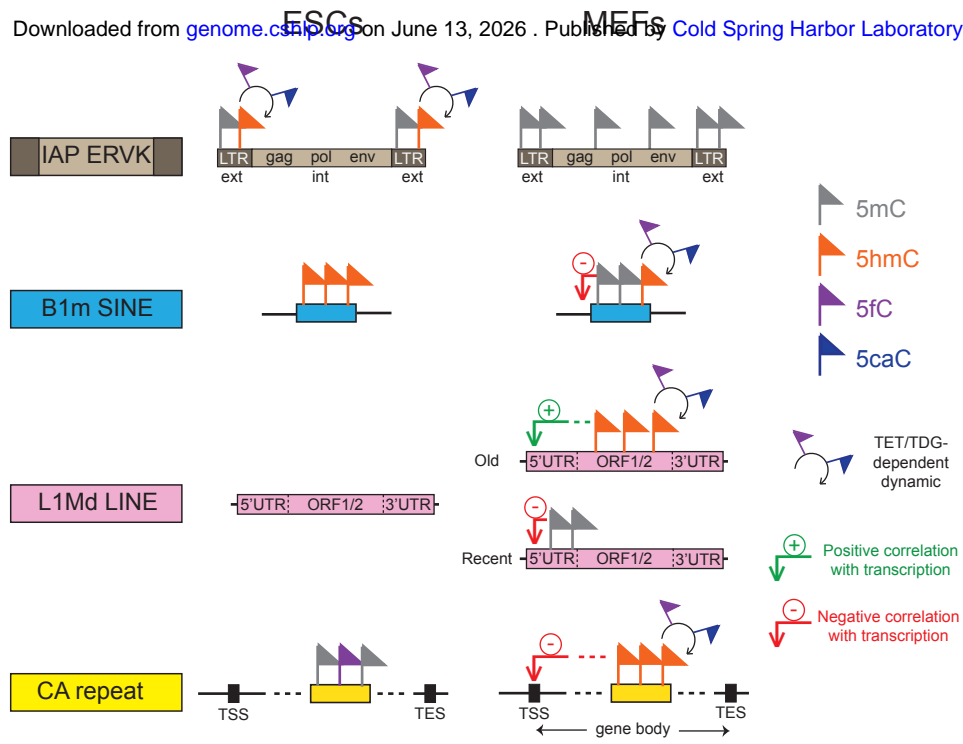 ESCs MEFs
Downloaded from genome.cshlp.org on June 13, 2026 . Published by Cold Spring Harbor Laboratory
IAP ERVK
LTR gag pol env LTR
ext int ext
LTR gag pol env LTR
ext int ext
5mC
5hmC
5fC
5caC
B1m SINE
-
L1Md LINE
5'UTR ORF1/2 3'UTR
+
Old
5'UTR ORF1/2 3'UTR
-
Recent
5'UTR ORF1/2 3'UTR
TET/TDG-
dependent
dynamic
+
Positive correlation
with transcription
-
Negative correlation
with transcription
CA repeat
TSS TES
-
TSS TES
gene body